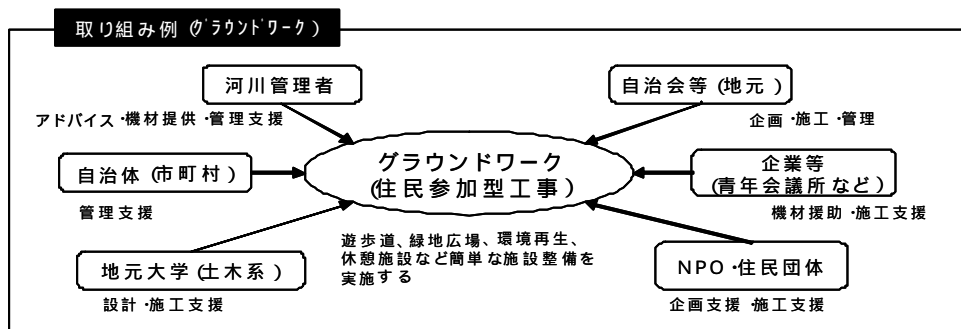 取り組み例(グラウンドワーク)
河川管理者
アドバイス・機材提供・管理支援
自治会等(地元)
企画・施工・管理
自治体(市町村)
管理支援
グラウンドワーク
(住民参加型工事)
企業等
(青年会議所など)
機材援助・施工支援
地元大学(土木系)
設計・施工支援
遊歩道、緑地広場、環境再生、
休憩施設など簡単な施設整備を
実施する
NPO・住民団体
企画支援・施工支援